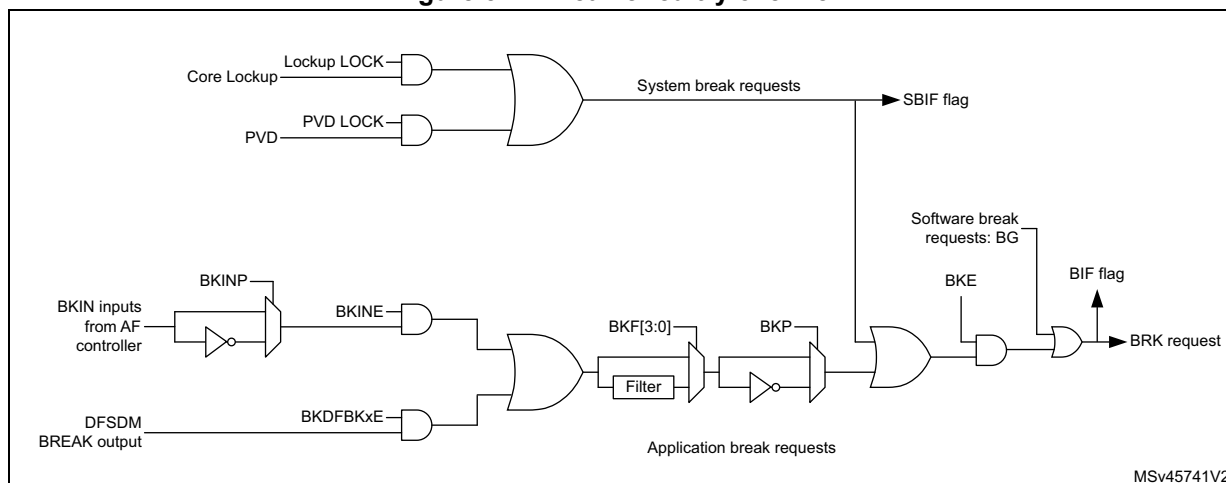 Lockup LOCK
Core Lockup
System break requests
SBIF flag
PVD LOCK
PVD
Software break
requests: BG
BKINP
BKE
BIF flag
BKIN inputs
from AF
controller
BKINE
BKF[3:0]
BKP
BRK request
Filter
BKDFBKxE
DFSDM
BREAK output
Application break requests
MSv45741V2